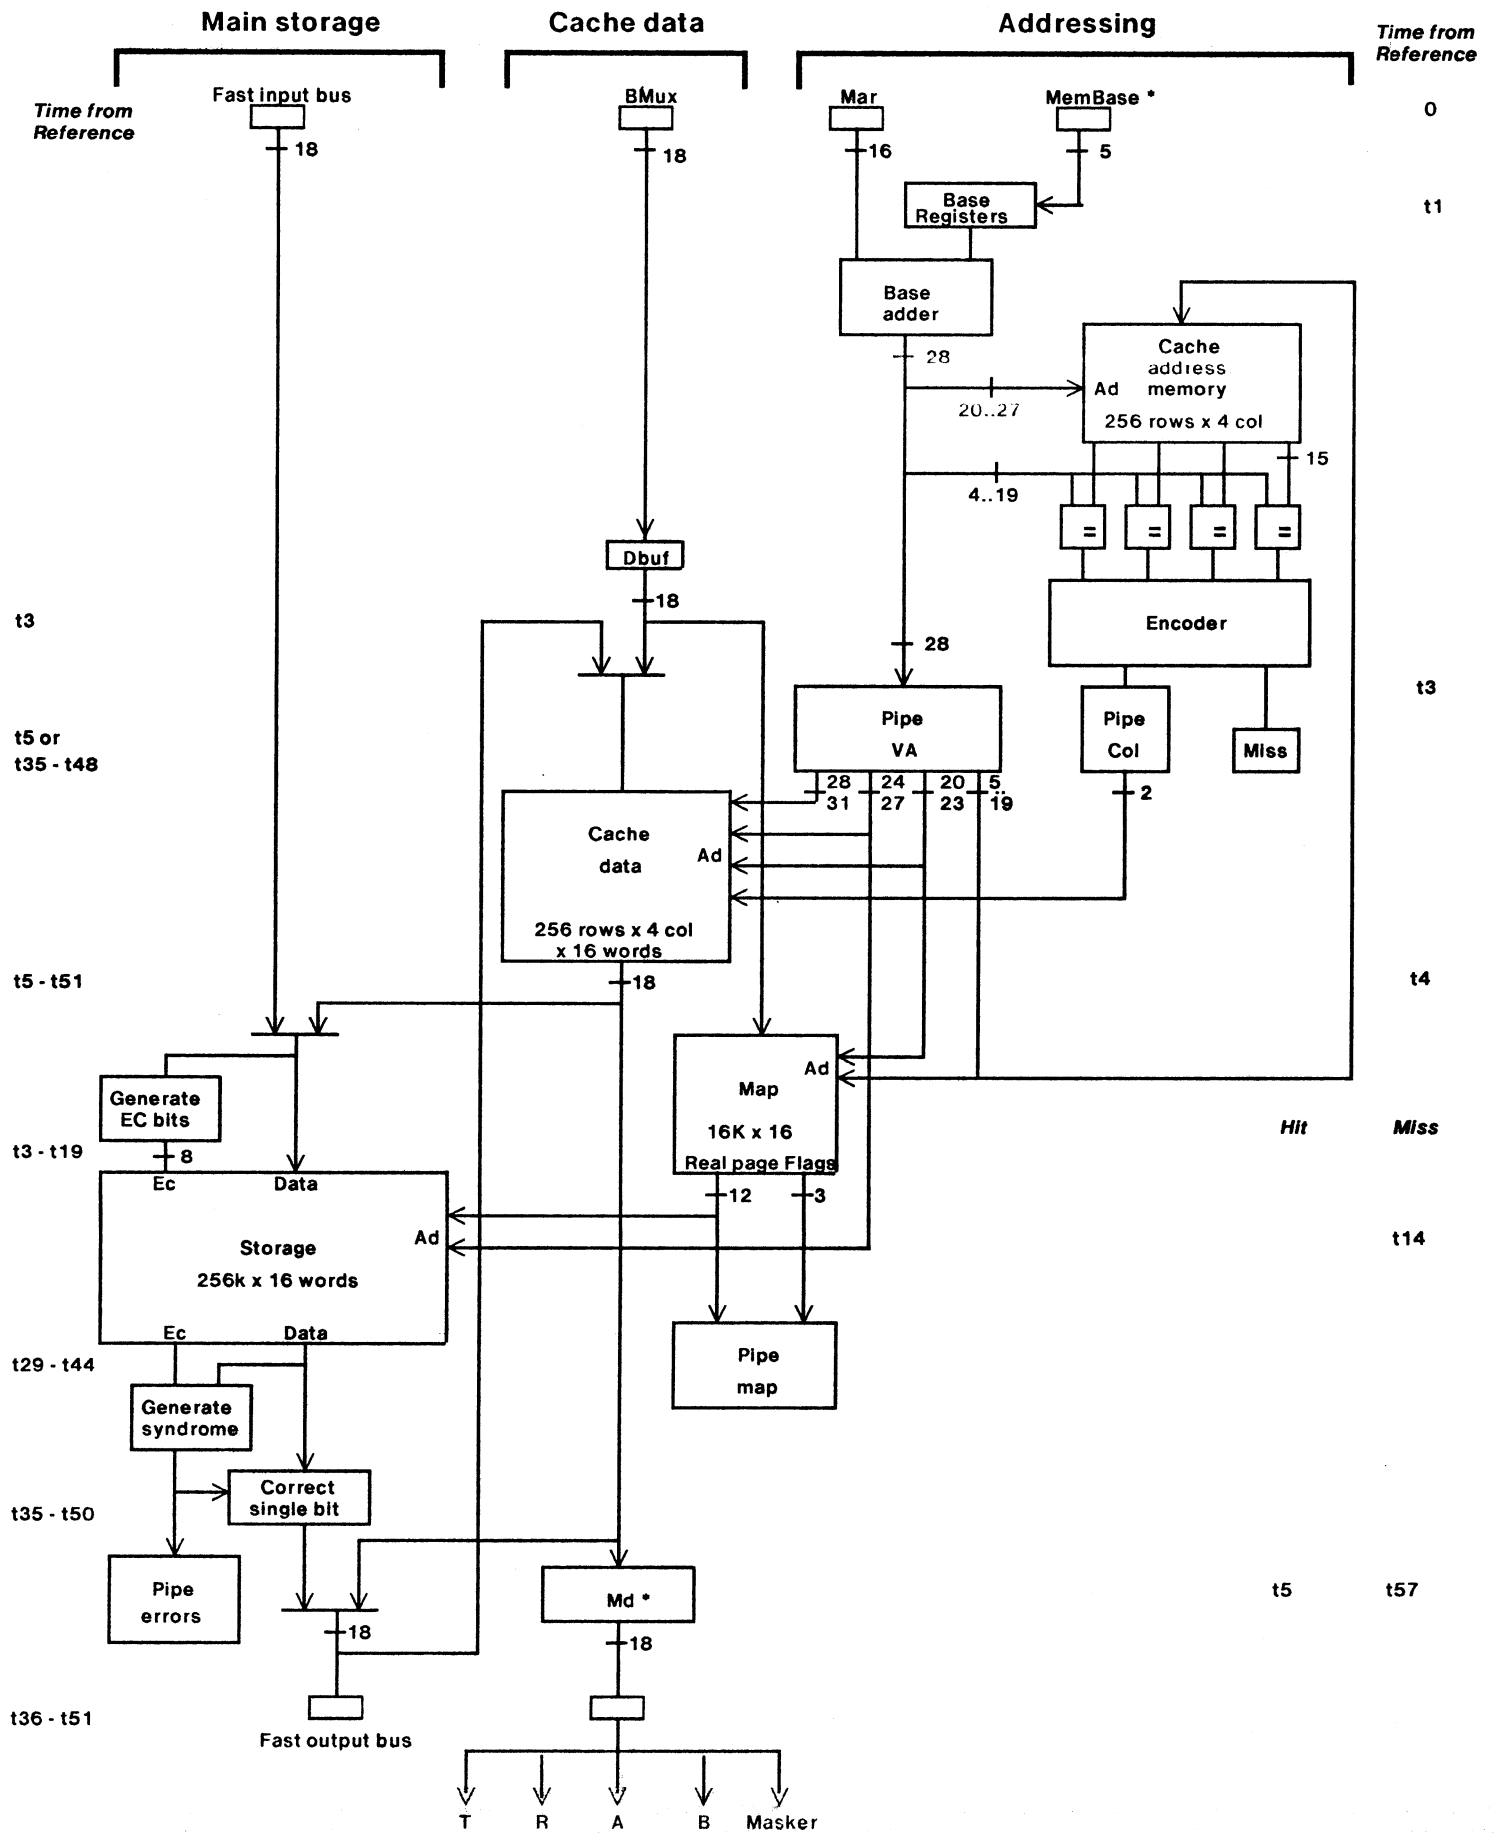 Main storage
Cache data
Addressing
Time from
Reference
Time from
Reference
Fast input bus
BMux
Mar
MemBase *
0
18
18
16
5
Base
Registers
t1
Base
adder
28
Cache
address
Ad memory
256 rows x 4 col
20..27
15
4..19
= = = =
Dbuf
18
t3
Encoder
28
t3
Pipe
VA
Pipe
Col
Miss
t5 or
t35 - t48
28
31
24
27
20
23
5
..
19
2
Cache
data
Ad
256 rows x 4 col
x 16 words
t5 - t51
18
t4
Ad
Map
16K x 16
Real page Flags
Generate
EC bits
Hit
Miss
t3 - t19
8
Ec
Data
12
3
Ad
Storage
256k x 16 words
t14
Ec
Data
t29 - t44
Pipe
map
Generate
syndrome
Correct
single bit
t35 - t50
Pipe
errors
Md *
t5
t57
18
18
t36 - t51
Fast output bus
T
R
A
B
Masker